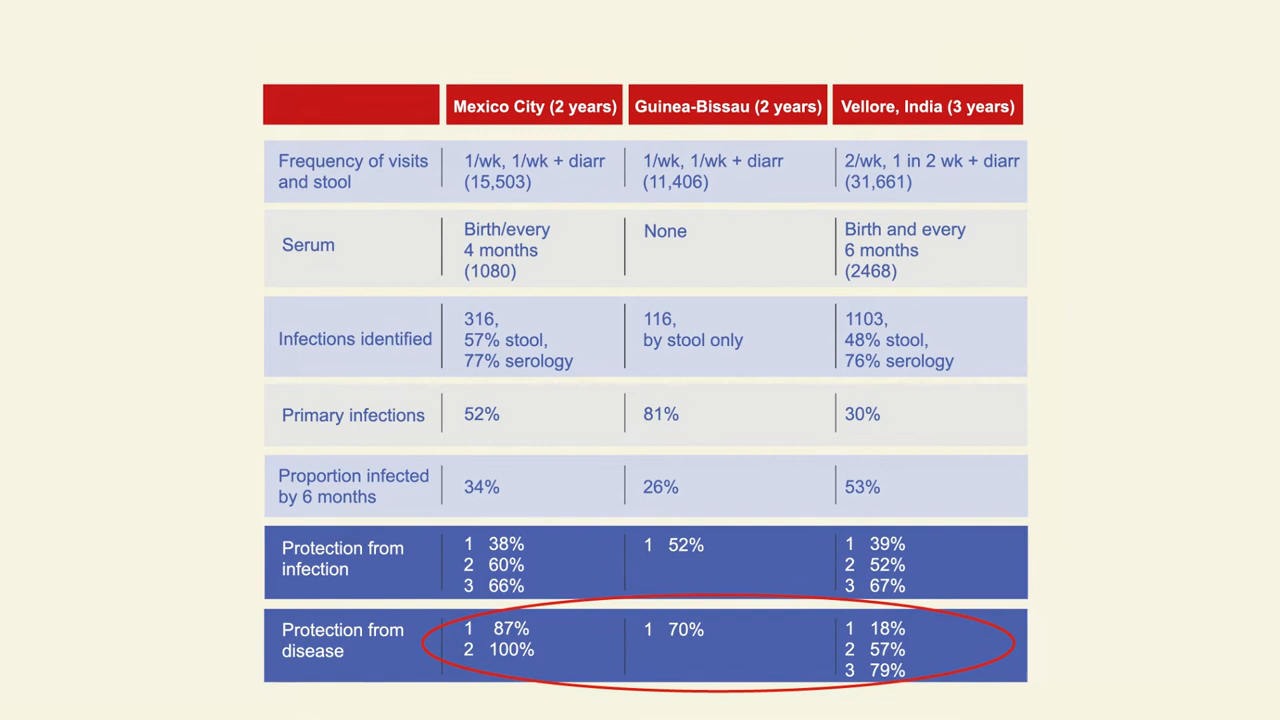 Mexico City (2 years) Guinea-Bissau (2 years) Vellore, India (3 years)
Frequency of visits and stool
1/wk, 1/wk + diarr
(15,503)
1/wk, 1/wk + diarr
(11,406)
2/wk, 1 in 2 wk + diarr
(31,661)
Serum
Birth/every
4 months
(1080)
None
Birth and every
6 months
(2468)
Infections identified
316,
57% stool,
77% serology
116,
by stool only
1103,
48% stool,
76% serology
Primary infections
52%
81%
30%
Proportion infected
by 6 months
34%
26%
53%
Protection from
infection
1 38%
2 60%
3 66%
1 52%
1 39%
2 52%
3 67%
Protection from
disease
1 87%
2 100%
1 70%
1 18%
2 57%
3 79%